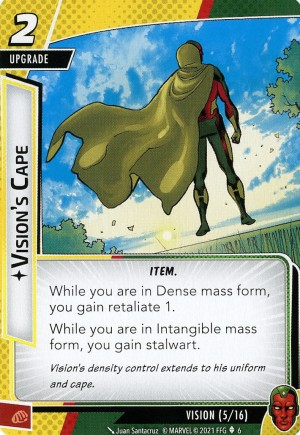 2
UPGRADE
VISION'S CAPE
ITEM.
While you are in Dense mass form,
you gain retaliate 1.
While you are in Intangible mass
form, you gain stalwart.
Vision's density control extends to his uniform
and cape.
VISION (5/16)
Juan Santacruz © MARVEL © 2021 FFG 6